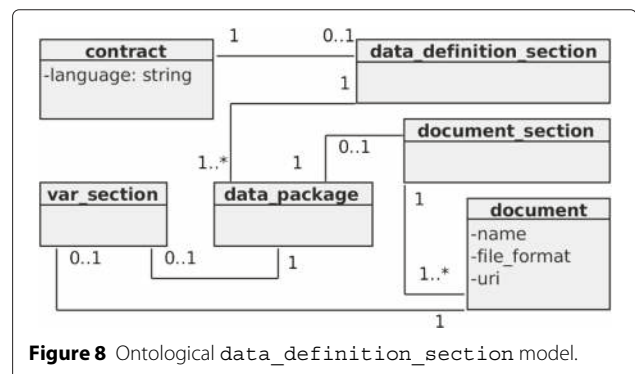 contract
-language: string
1
0..1
data_definition_section
1
1..*
document_section
0..1
1
var_section
data_package
1
document
-name
-file_format
-uri
0..1
0..1
1
1..*
1
Figure 8 Ontological data_definition_section model.